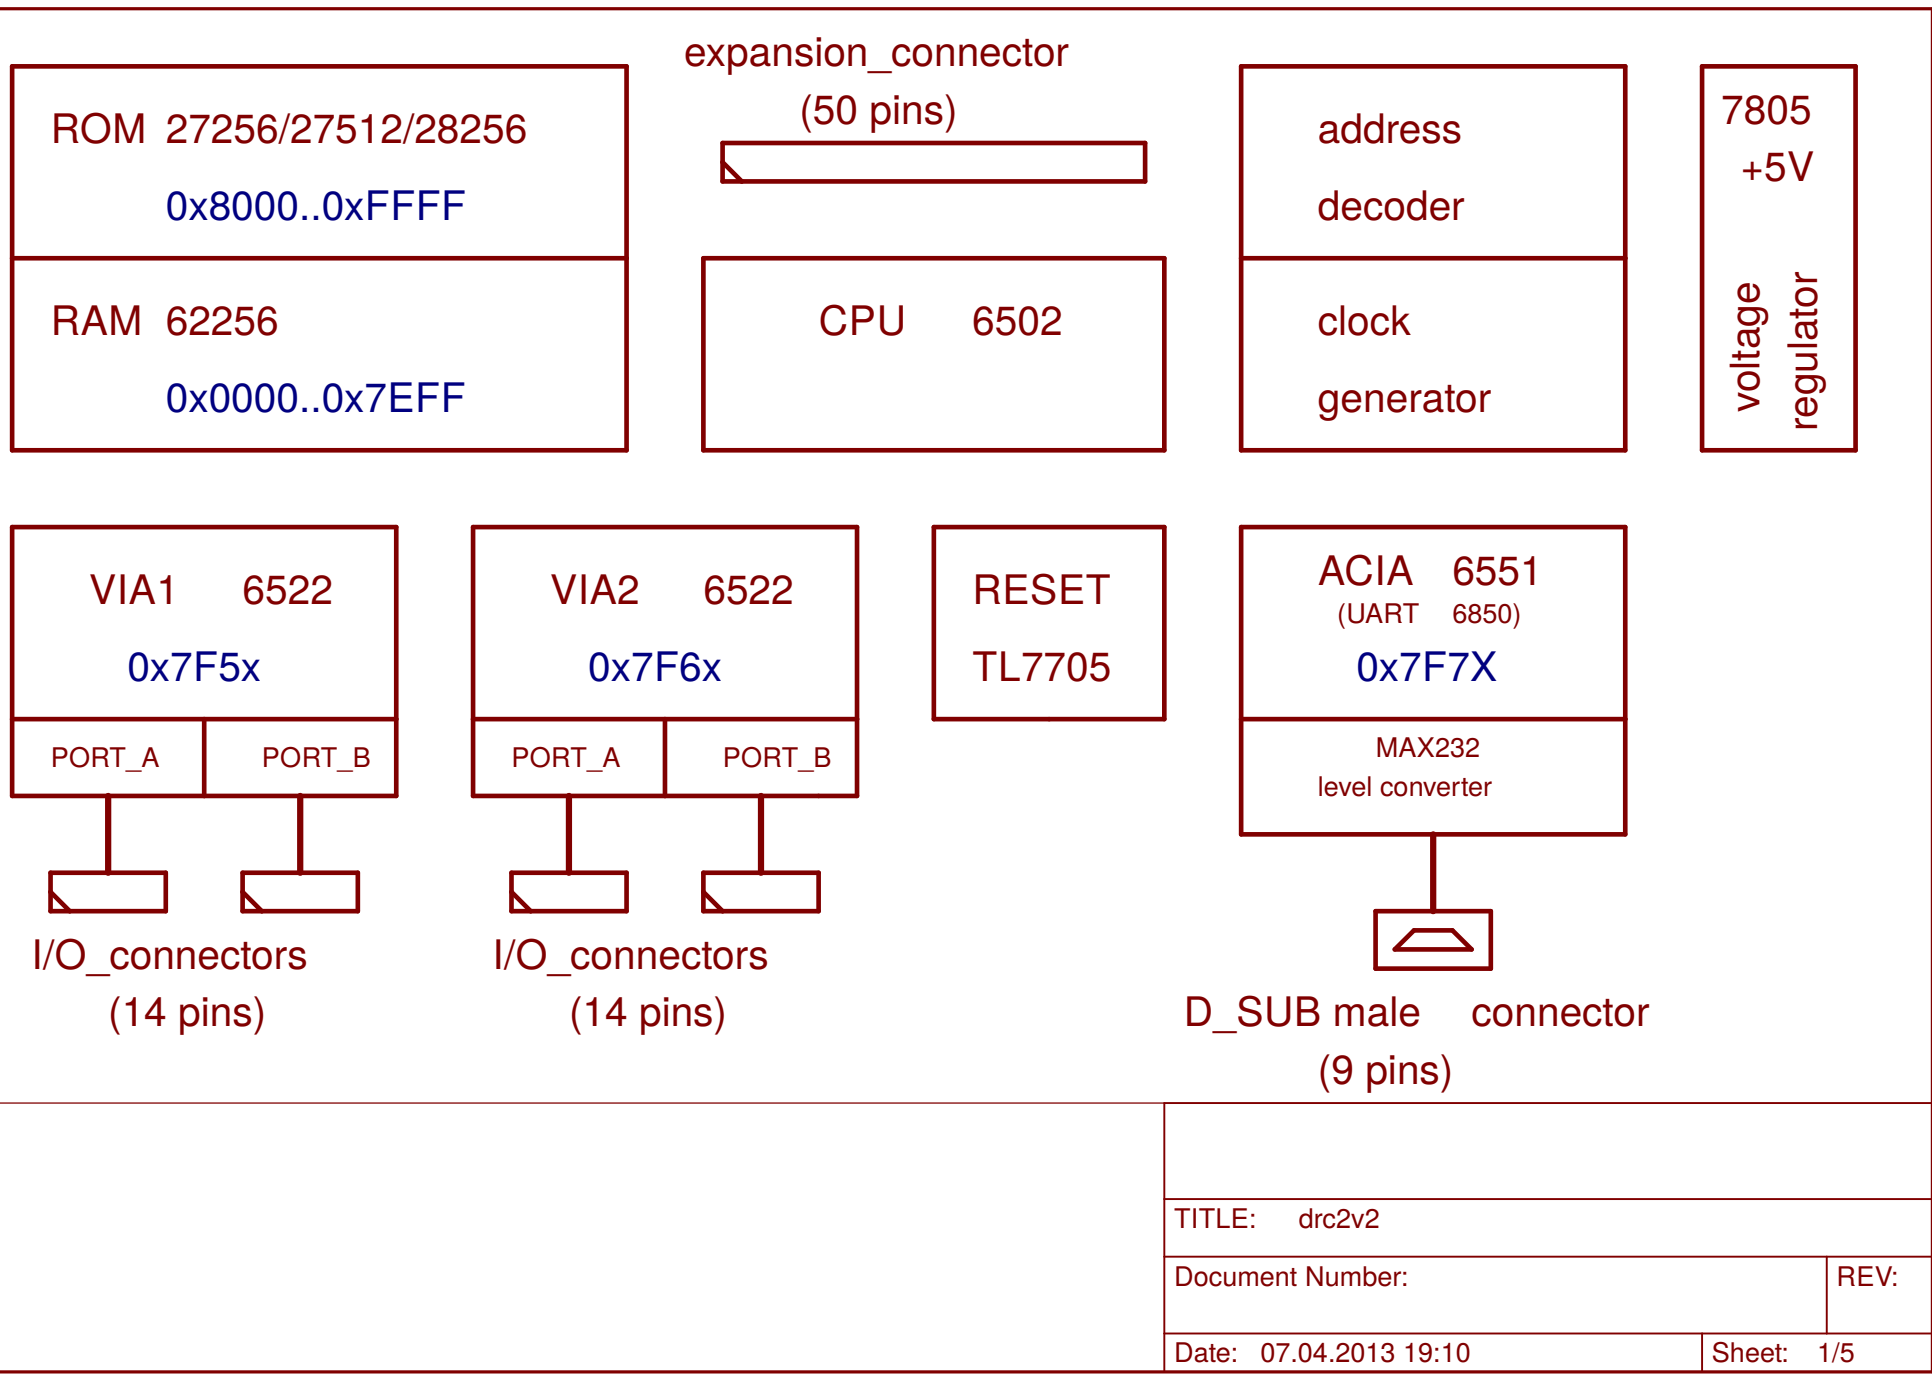 expansion_connector
(50 pins)
ROM 27256/27512/28256
0x8000..0xFFFF
RAM 62256
0x0000..0x7EFF
CPU 6502
address
decoder
clock
generator
7805
+5V
voltage
regulator
VIA1 6522
0x7F5x
PORT_A PORT_B
I/O_connectors
(14 pins)
VIA2 6522
0x7F6x
PORT_A PORT_B
I/O_connectors
(14 pins)
RESET
TL7705
ACIA 6551
(UART 6850)
0x7F7X
MAX232
level converter
D_SUB male connector
(9 pins)
TITLE: drc2v2
Document Number:
REV:
Date: 07.04.2013 19:10
Sheet: 1/5